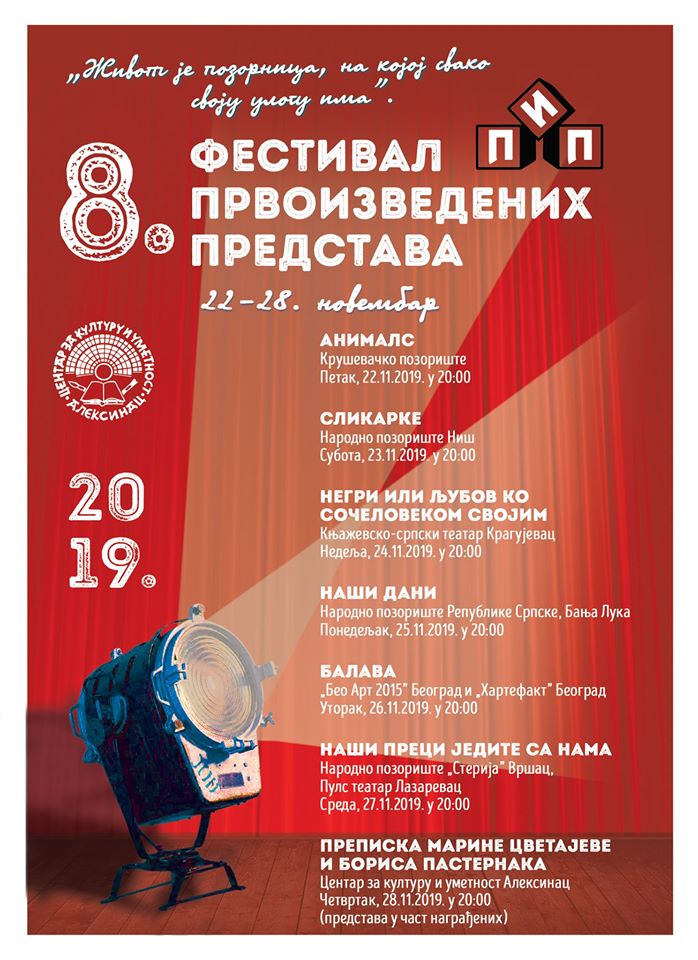 „Живот је позорница, на којој свако
своју улогу има”.
ПИП
8. ФЕСТИВАЛ
ПРВОИЗВЕДЕНИХ
ПРЕДСТАВА
22-28. новембар
ЦЕНТАР ЗА КУЛТУРУ И УМЕТНОСТ • АЛЕКСИНАЦ •
2019.
АНИМАЛС
Крушевачко позориште
Петак, 22.11.2019. у 20:00
СЛИКАРКЕ
Народно позориште Ниш
Субота, 23.11.2019. у 20:00
НЕГРИ ИЛИ ЉУБОВ КО
СОЧЕЛОВЕКОМ СВОЈИМ
Књажевско-српски театар Крагујевац
Недеља, 24.11.2019. у 20:00
НАШИ ДАНИ
Народно позориште Републике Српске, Бања Лука
Понедељак, 25.11.2019. у 20:00
БАЛАВА
„Бео Арт 2015” Београд и „Хартефакт” Београд
Уторак, 26.11.2019. у 20:00
НАШИ ПРЕЦИ ЈЕДИТЕ СА НАМА
Народно позориште „Стерија” Вршац,
Пулс театар Лазаревац
Среда, 27.11.2019. у 20:00
ПРЕПИСКА МАРИНЕ ЦВЕТАЈЕВЕ
И БОРИСА ПАСТЕРНАКА
Центар за културу и уметност Алексинац
Четвртак, 28.11.2019. у 20:00
(представа у част награђених)